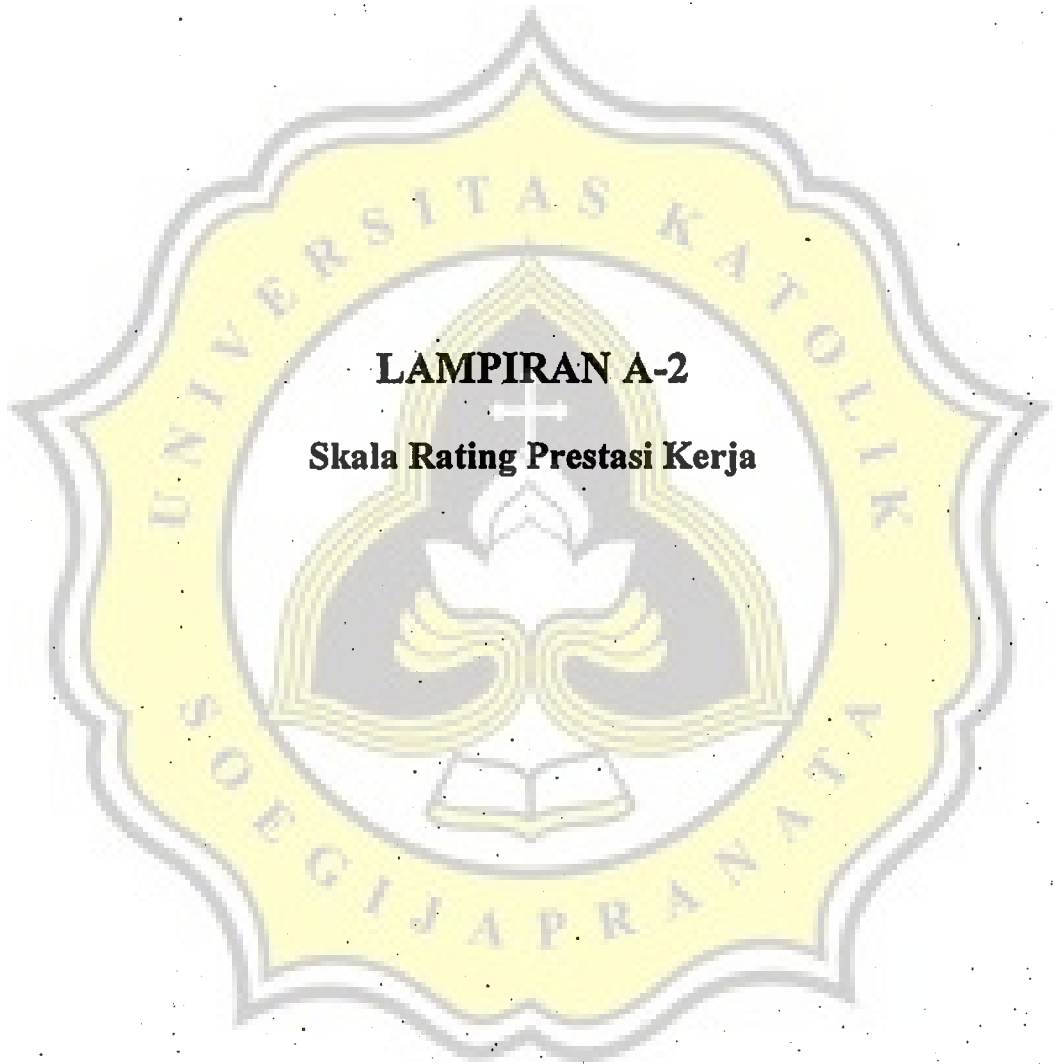 LAMPIRAN A-2
Skala Rating Prestasi Kerja
UNIVERSITAS KATOLIK
SOEGIJAPRANATA